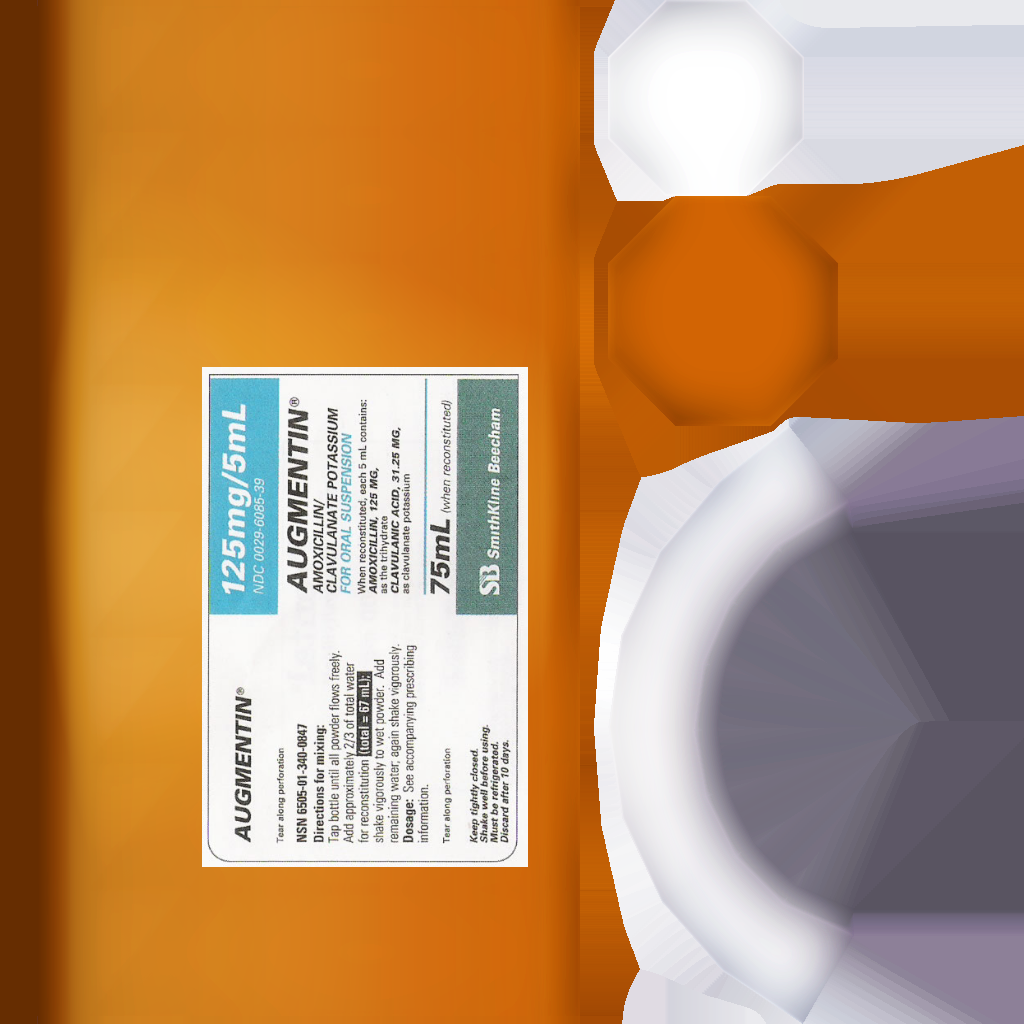 AUGMENTIN®
Tear along perforation
NSN 6505-01-340-0847
Directions for mixing:
Tap bottle until all powder flows freely.
Add approximately 2/3 of total water
for reconstitution (total = 67 mL);
shake vigorously to wet powder. Add
remaining water; again shake vigorously.
Dosage: See accompanying prescribing
information.
Tear along perforation
Keep tightly closed.
Shake well before using.
Must be refrigerated.
Discard after 10 days.
125mg/5mL
NDC 0029-6085-39
AUGMENTIN®
AMOXICILLIN/
CLAVULANATE POTASSIUM
FOR ORAL SUSPENSION
When reconstituted, each 5 mL contains:
AMOXICILLIN, 125 MG,
as the trihydrate
CLAVULANIC ACID, 31.25 MG,
as clavulanate potassium
75mL (when reconstituted)
SB SmithKline Beecham